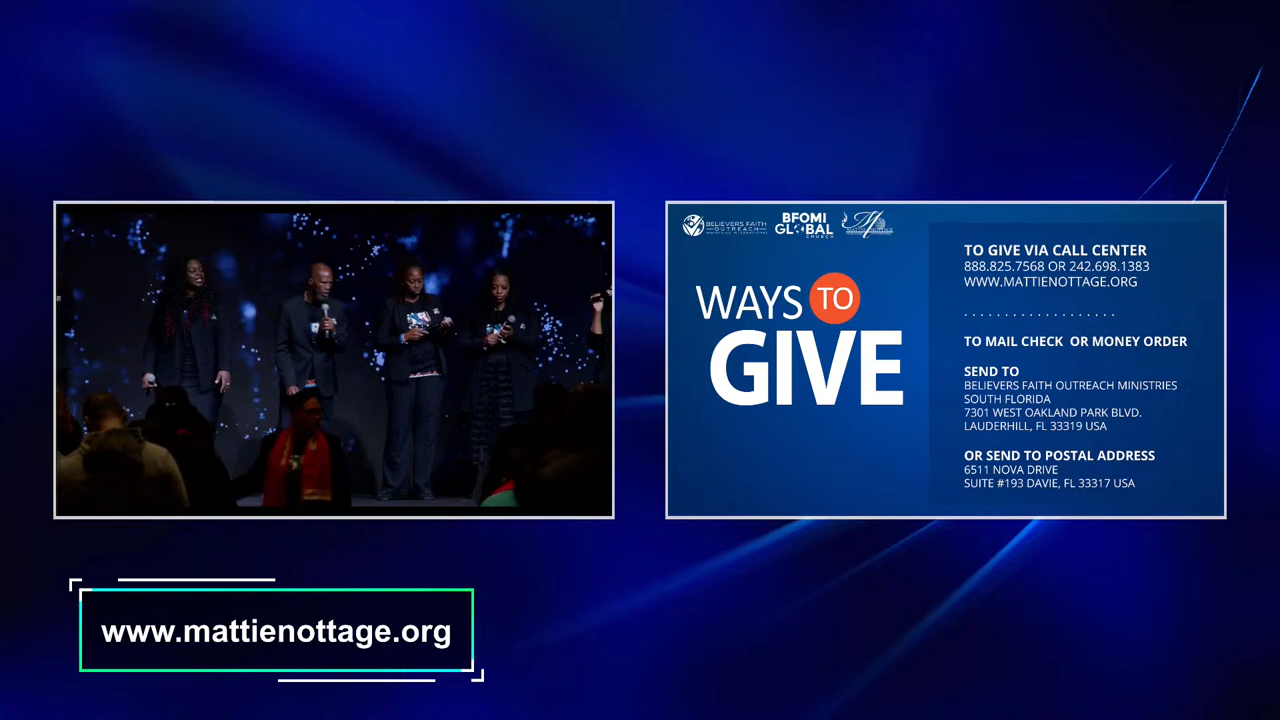 BELIEVERS FAITH
OUTREACH
BFOMI
GLOBAL
CHURCH
WAYS TO
GIVE
TO GIVE VIA CALL CENTER
888.825.7568 OR 242.698.1383
WWW.MATTIENOTTAGE.ORG
...................
TO MAIL CHECK OR MONEY ORDER
SEND TO
BELIEVERS FAITH OUTREACH MINISTRIES
SOUTH FLORIDA
7301 WEST OAKLAND PARK BLVD.
LAUDERHILL, FL 33319 USA
OR SEND TO POSTAL ADDRESS
6511 NOVA DRIVE
SUITE #193 DAVIE, FL 33317 USA
www.mattienottage.org